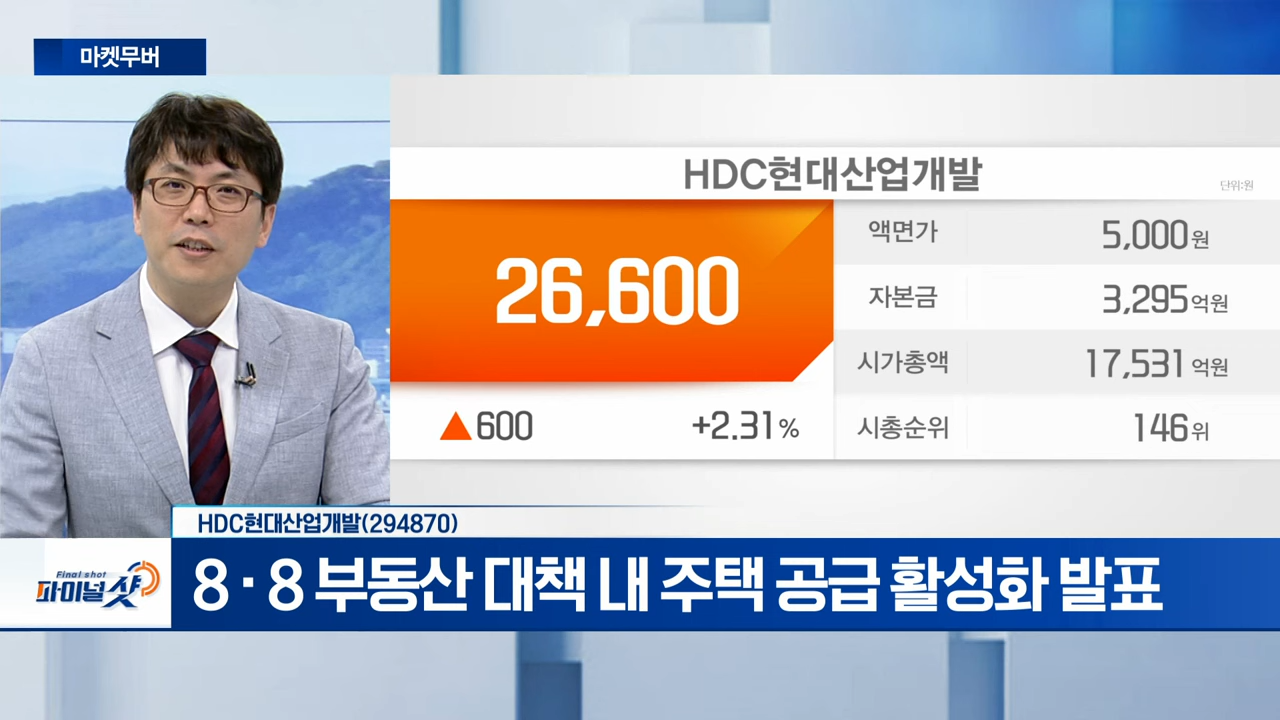 마켓무버
HDC현대산업개발
단위:원
26,600
▲600 +2.31%
액면가 5,000원
자본금 3,295억원
시가총액 17,531억원
시총순위 146위
HDC현대산업개발(294870)
Final shot
파이널샷
8·8 부동산 대책 내 주택 공급 활성화 발표